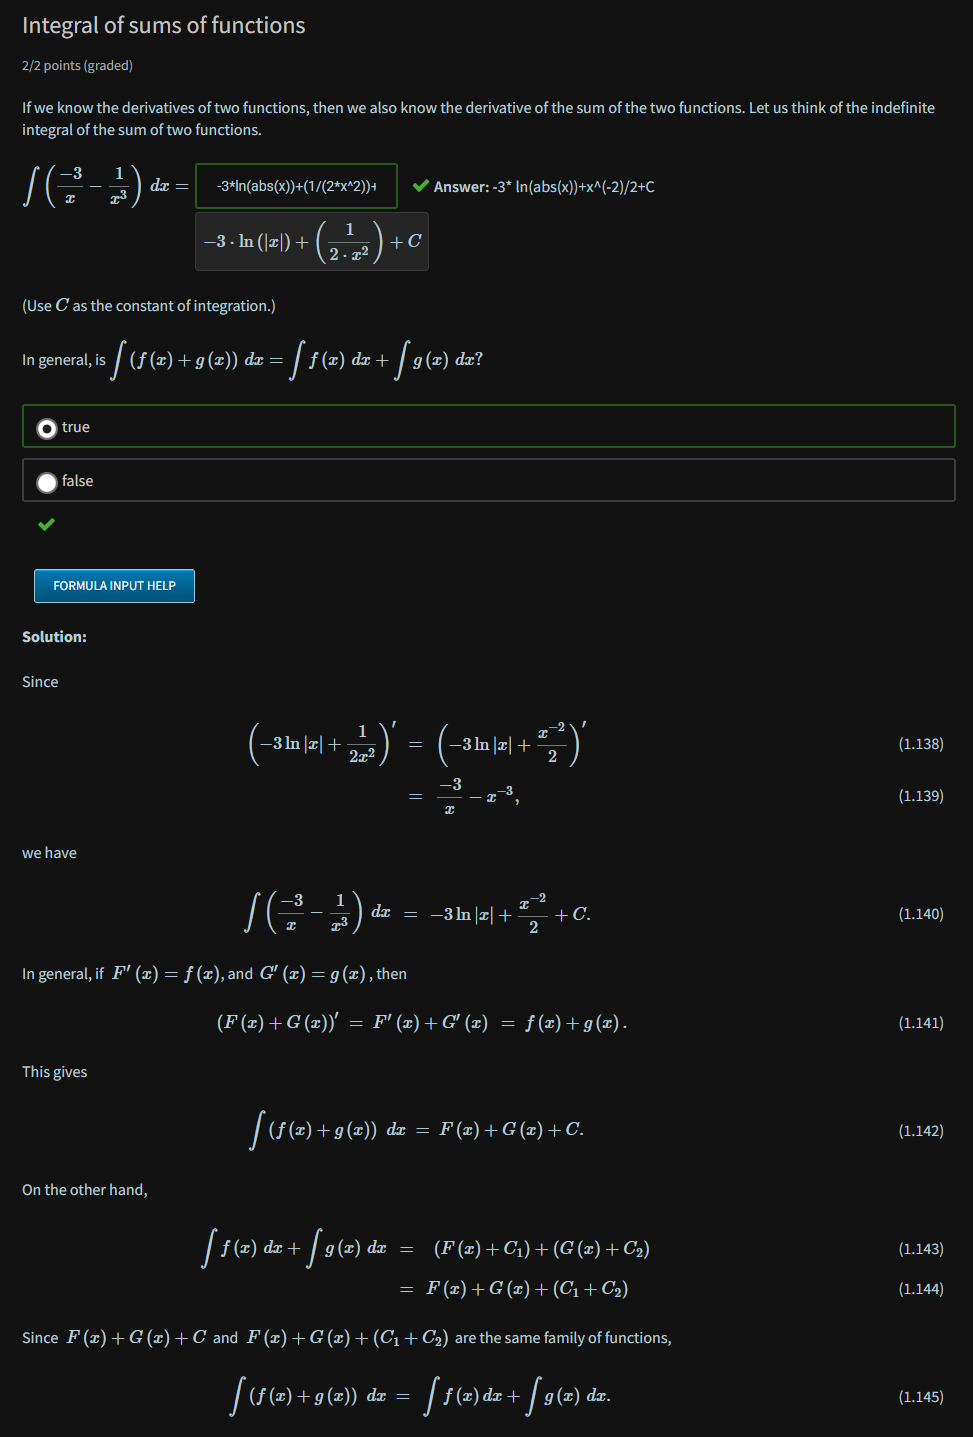 Integral of sums of functions
2/2 points (graded)
If we know the derivatives of two functions, then we also know the derivative of the sum of the two functions. Let us think of the indefinite
integral of the sum of two functions.
∫ (−3/x − 1/x³) dx = -3*ln(abs(x))+(1/(2*x^2))+ Answer: -3* ln(abs(x))+x^(-2)/2+C
−3 · ln (|x|) + (1/(2 · x²)) + C
(Use C as the constant of integration.)
In general, is ∫ (f (x) + g (x)) dx = ∫ f (x) dx + ∫ g (x) dx?
true
false
FORMULA INPUT HELP
Solution:
Since
(−3 ln |x| + 1/(2x²))′ = (−3 ln |x| + x⁻²/2)′ (1.138)
= −3/x − x⁻³, (1.139)
we have
∫ (−3/x − 1/x³) dx = −3 ln |x| + x⁻²/2 + C. (1.140)
In general, if F′ (x) = f (x), and G′ (x) = g (x), then
(F (x) + G (x))′ = F′ (x) + G′ (x) = f (x) + g (x). (1.141)
This gives
∫ (f (x) + g (x)) dx = F (x) + G (x) + C. (1.142)
On the other hand,
∫ f (x) dx + ∫ g (x) dx = (F (x) + C₁) + (G (x) + C₂) (1.143)
= F (x) + G (x) + (C₁ + C₂) (1.144)
Since F (x) + G (x) + C and F (x) + G (x) + (C₁ + C₂) are the same family of functions,
∫ (f (x) + g (x)) dx = ∫ f (x) dx + ∫ g (x) dx. (1.145)